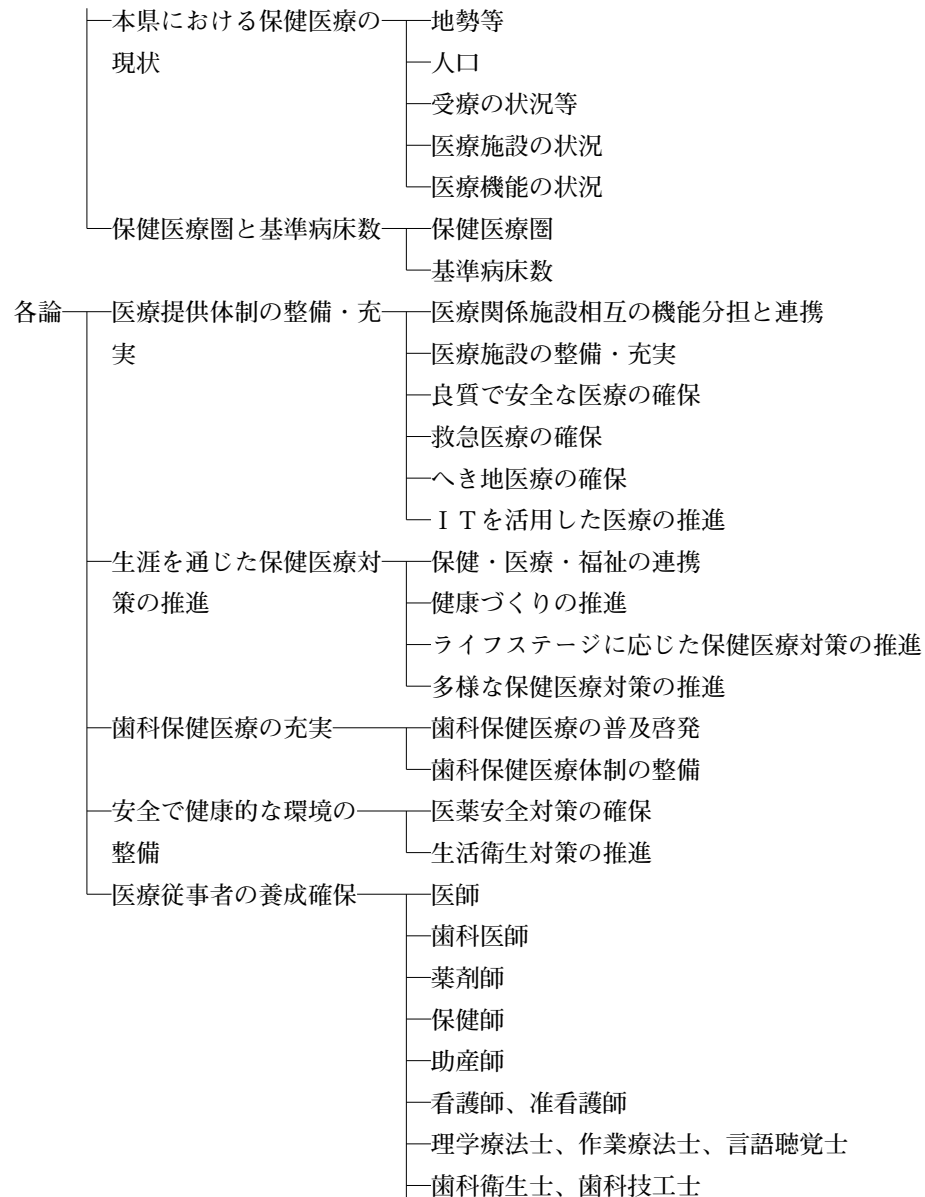 本県における保健医療の 地勢等
現状 人口
受療の状況等
医療施設の状況
医療機能の状況
保健医療圏と基準病床数 保健医療圏
基準病床数
各論 医療提供体制の整備・充 医療関係施設相互の機能分担と連携
実 医療施設の整備・充実
良質で安全な医療の確保
救急医療の確保
へき地医療の確保
ＩＴを活用した医療の推進
生涯を通じた保健医療対 保健・医療・福祉の連携
策の推進 健康づくりの推進
ライフステージに応じた保健医療対策の推進
多様な保健医療対策の推進
歯科保健医療の充実 歯科保健医療の普及啓発
歯科保健医療体制の整備
安全で健康的な環境の 医薬安全対策の確保
整備 生活衛生対策の推進
医療従事者の養成確保 医師
歯科医師
薬剤師
保健師
助産師
看護師、准看護師
理学療法士、作業療法士、言語聴覚士
歯科衛生士、歯科技工士